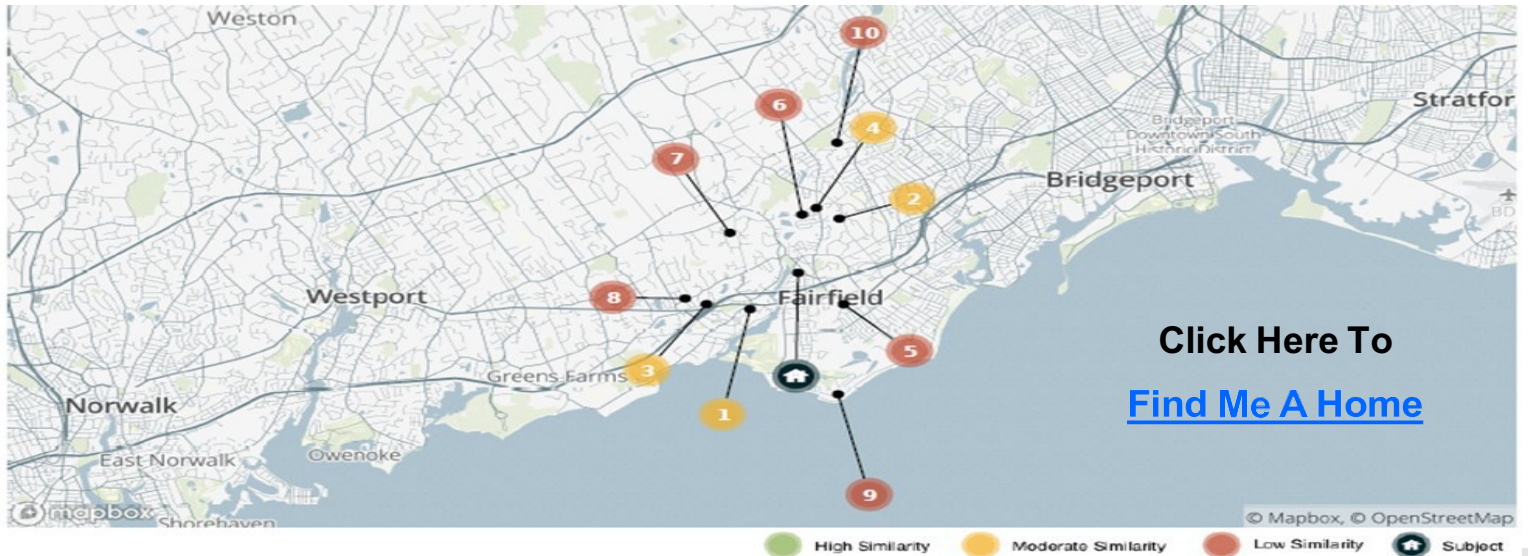 Weston
10
6
4
Stratfor
7
Bridgeport
Downtown South
Historic District
Bridgeport
2
BD
Westport
8
Fairfield
Click Here To
5
Greens Farms
3
Find Me A Home
Norwalk
1
East Norwalk
Owenoke
9
mapbox
Shorehaven
© Mapbox, © OpenStreetMap
High Similarity
Moderate Similarity
Low Similarity
Subject